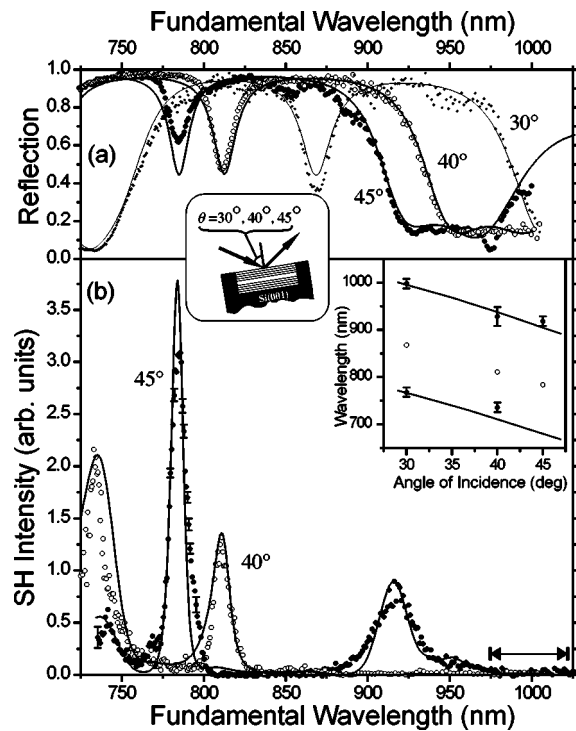 Fundamental Wavelength (nm)
750 800 850 900 950 1000
1.0
0.8
0.6
0.4
0.2
0.0
Reflection
(a)
30°
40°
45°
θ=30°, 40°, 45°
Si(001)
(b)
3.5
3.0
2.5
2.0
1.5
1.0
0.5
0.0
SH Intensity (arb. units)
45°
40°
1000
900
800
700
Wavelength (nm)
30 35 40 45
Angle of Incidence (deg)
750 800 850 900 950 1000
Fundamental Wavelength (nm)